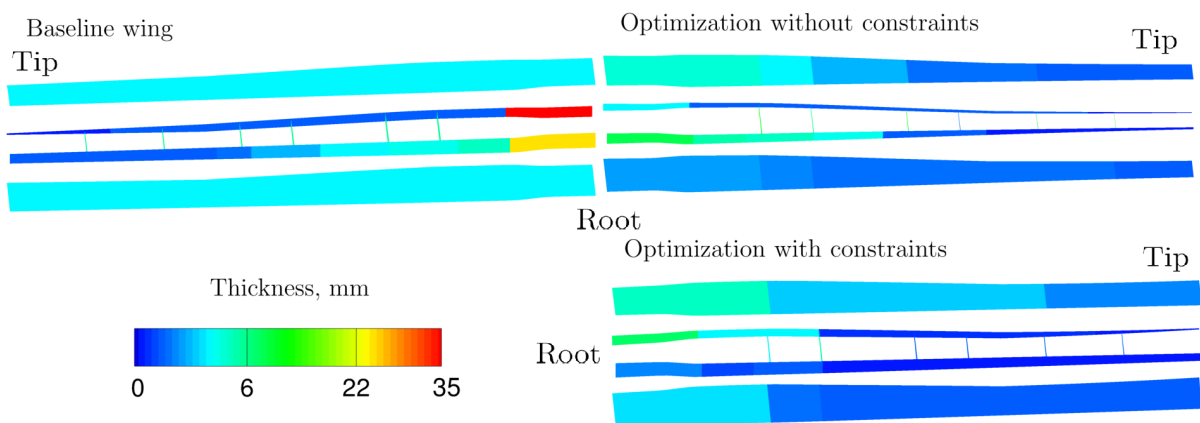 Baseline wing
Tip
Optimization without constraints
Tip
Root
Optimization with constraints
Tip
Thickness, mm
Root
0 6 22 35